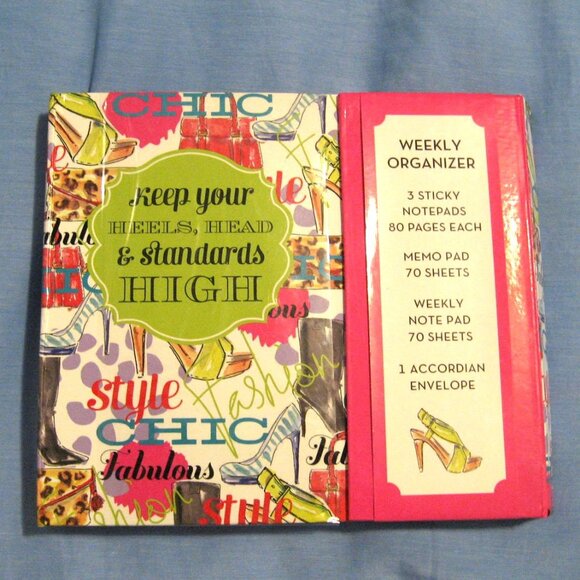 CHIC
style
Keep your
HEELS, HEAD
& standards
HIGH
Fabulous
style
Fashion
CHIC
Fabulous
style
WEEKLY
ORGANIZER
3 STICKY
NOTEPADS
80 PAGES EACH
MEMO PAD
70 SHEETS
WEEKLY
NOTE PAD
70 SHEETS
1 ACCORDIAN
ENVELOPE